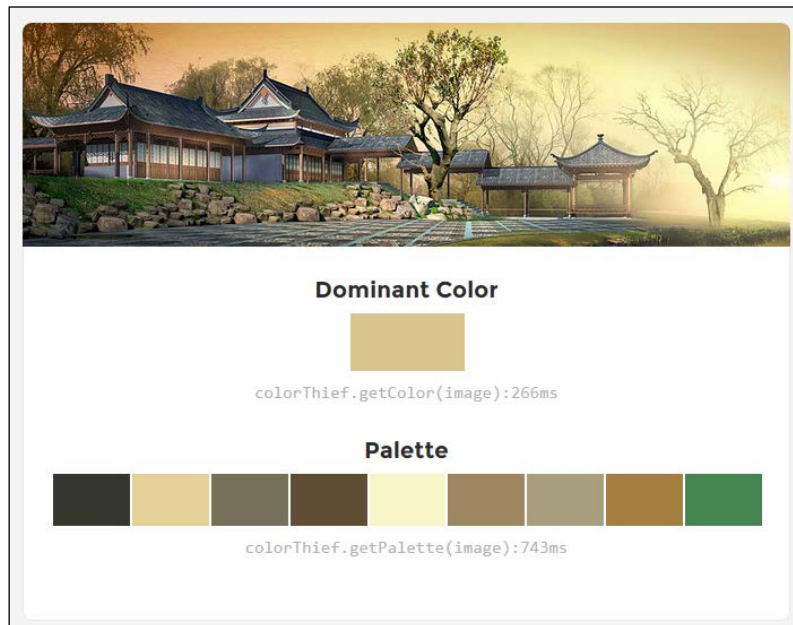 Dominant Color
colorThief.getColor(image):266ms
Palette
colorThief.getPalette(image):743ms